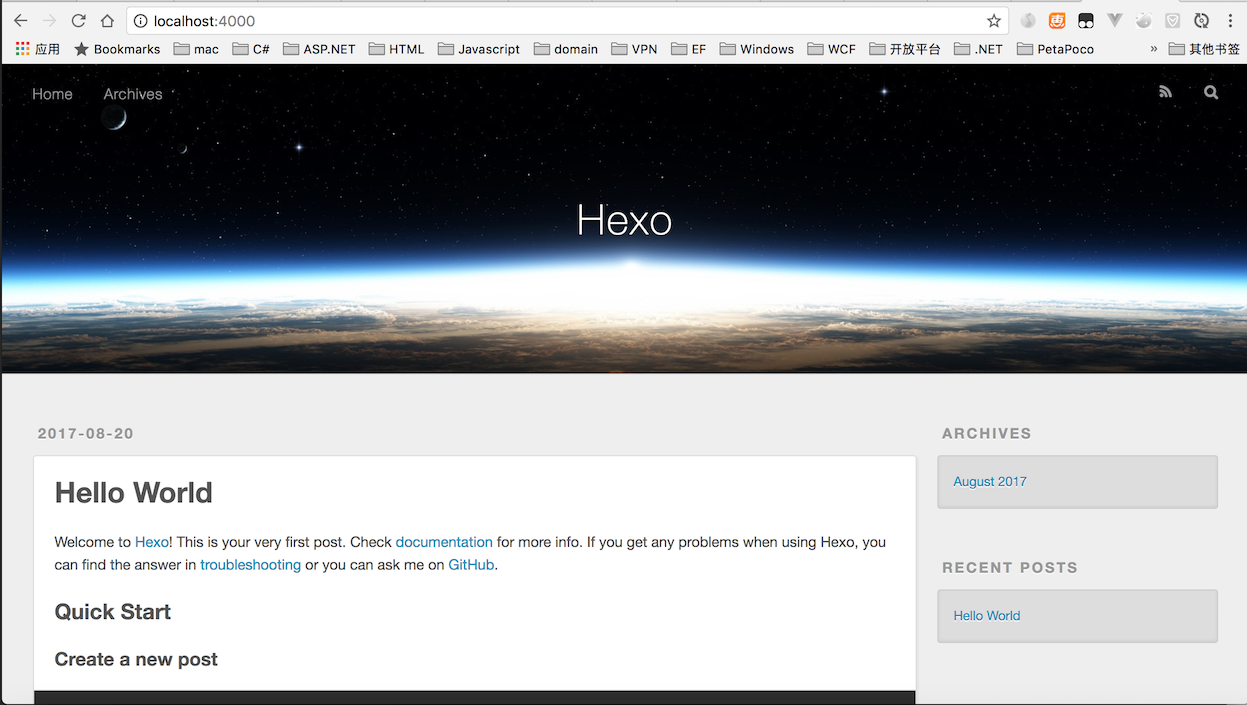 localhost:4000
应用 Bookmarks mac C# ASP.NET HTML Javascript domain VPN EF Windows WCF 开放平台 .NET PetaPoco » 其他书签
Home Archives
Hexo
2017-08-20
Hello World
Welcome to Hexo! This is your very first post. Check documentation for more info. If you get any problems when using Hexo, you
can find the answer in troubleshooting or you can ask me on GitHub.
Quick Start
Create a new post
ARCHIVES
August 2017
RECENT POSTS
Hello World